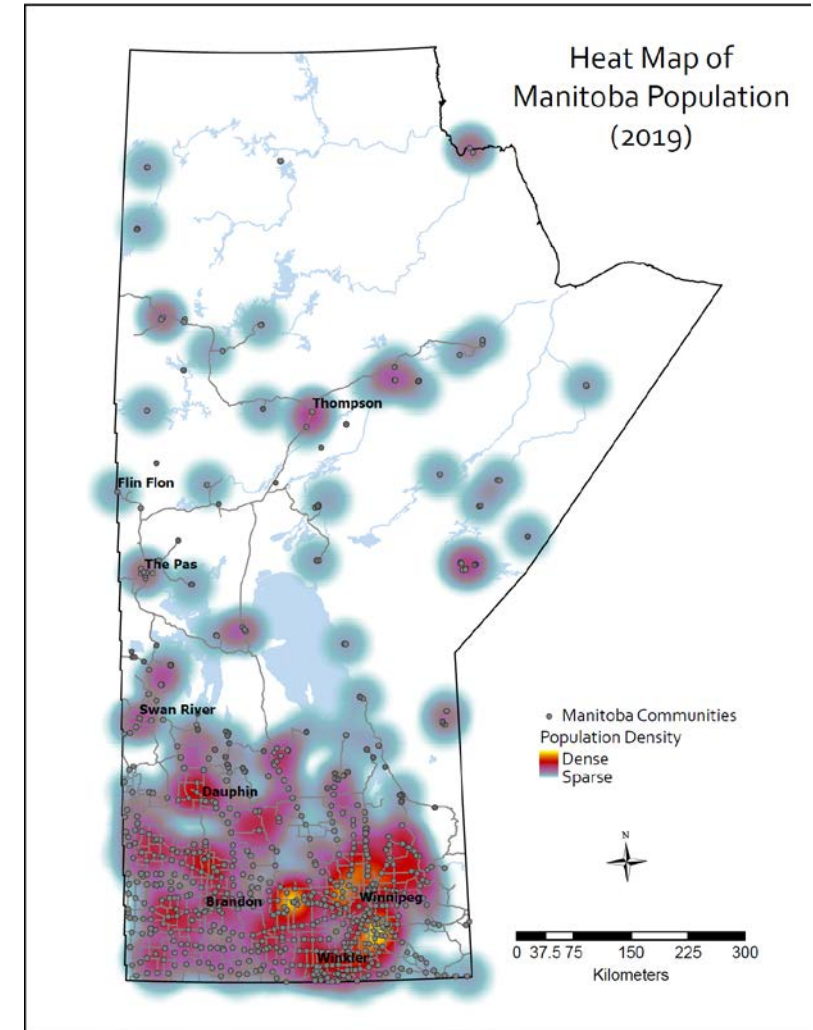 Heat Map of
Manitoba Population
(2019)
Thompson
Flin Flon
The Pas
Swan River
Manitoba Communities
Population Density
Dense
Sparse
Dauphin
N
Brandon
Winnipeg
Winkler
0 37.5 75 150 225 300
Kilometers